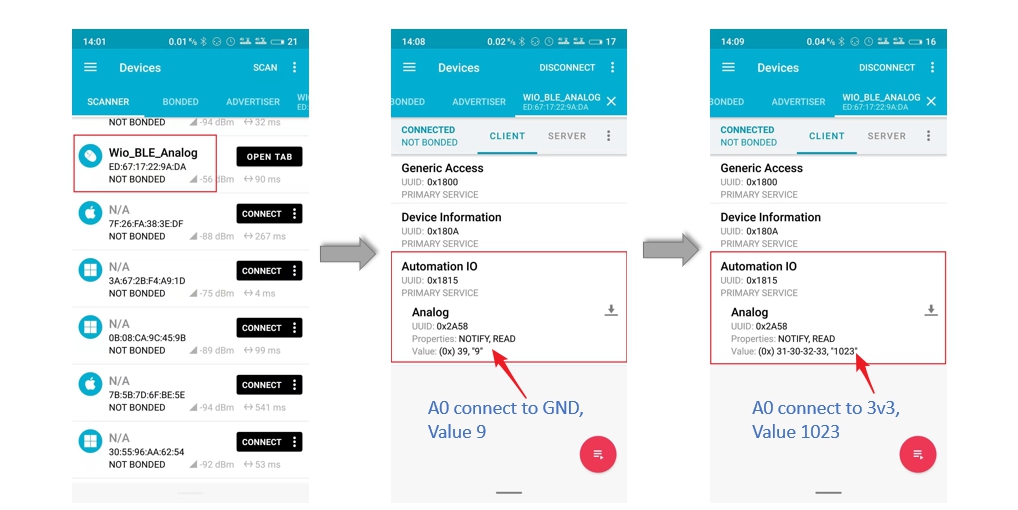 14:01
0.01 K/s
21
Devices
SCAN
SCANNER
BONDED
ADVERTISER
WI
ED:
NOT BONDED
-94 dBm
32 ms
Wio_BLE_Analog
ED:67:17:22:9A:DA
NOT BONDED
-56 dBm
90 ms
OPEN TAB
N/A
7F:26:FA:38:3E:DF
NOT BONDED
-88 dBm
267 ms
CONNECT
N/A
3A:67:2B:F4:A9:1D
NOT BONDED
-75 dBm
4 ms
CONNECT
N/A
0B:08:CA:9C:45:9B
NOT BONDED
-89 dBm
99 ms
CONNECT
N/A
7B:5B:7D:6F:BE:5E
NOT BONDED
-94 dBm
541 ms
CONNECT
N/A
30:55:96:AA:62:54
NOT BONDED
-92 dBm
53 ms
CONNECT
14:08
0.02 K/s
17
Devices
DISCONNECT
BONDED
ADVERTISER
WIO_BLE_ANALOG
ED:67:17:22:9A:DA
CONNECTED
NOT BONDED
CLIENT
SERVER
Generic Access
UUID: 0x1800
PRIMARY SERVICE
Device Information
UUID: 0x180A
PRIMARY SERVICE
Automation IO
UUID: 0x1815
PRIMARY SERVICE
Analog
UUID: 0x2A58
Properties: NOTIFY, READ
Value: (0x) 39, "9"
A0 connect to GND,
Value 9
14:09
0.04 K/s
16
Devices
DISCONNECT
BONDED
ADVERTISER
WIO_BLE_ANALOG
ED:67:17:22:9A:DA
CONNECTED
NOT BONDED
CLIENT
SERVER
Generic Access
UUID: 0x1800
PRIMARY SERVICE
Device Information
UUID: 0x180A
PRIMARY SERVICE
Automation IO
UUID: 0x1815
PRIMARY SERVICE
Analog
UUID: 0x2A58
Properties: NOTIFY, READ
Value: (0x) 31-30-32-33, "1023"
A0 connect to 3v3,
Value 1023